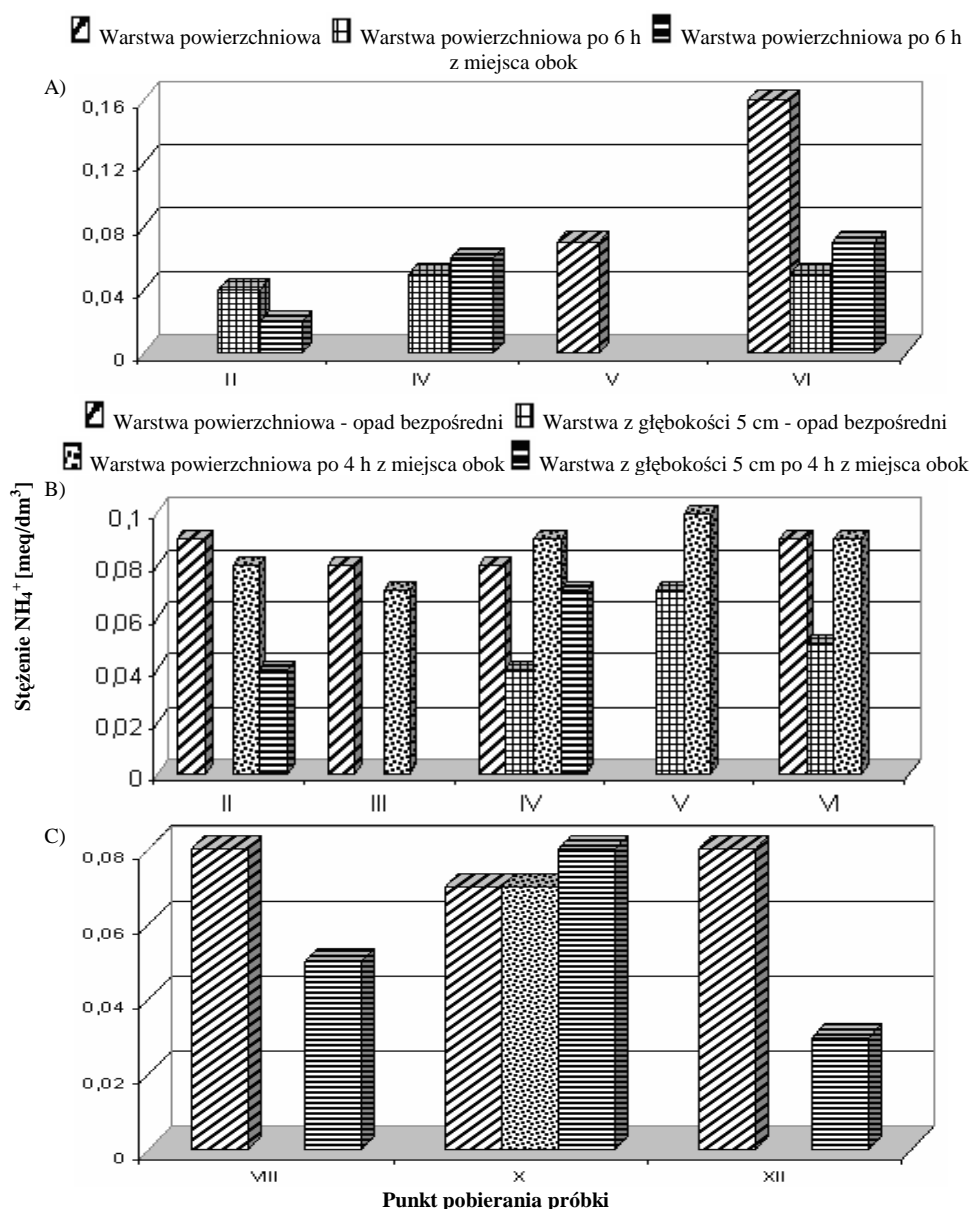 Warstwa powierzchniowa Warstwa powierzchniowa po 6 h Warstwa powierzchniowa po 6 h
z miejsca obok
A)
0,16
0,12
0,08
0,04
0
II IV V VI
Warstwa powierzchniowa - opad bezpośredni Warstwa z głębokości 5 cm - opad bezpośredni
Warstwa powierzchniowa po 4 h z miejsca obok Warstwa z głębokości 5 cm po 4 h z miejsca obok
B)
Stężenie NH₄⁺ [meq/dm³]
0,1
0,08
0,06
0,04
0,02
0
II III IV V VI
C)
0,08
0,06
0,04
0,02
0
VIII X XII
Punkt pobierania próbki